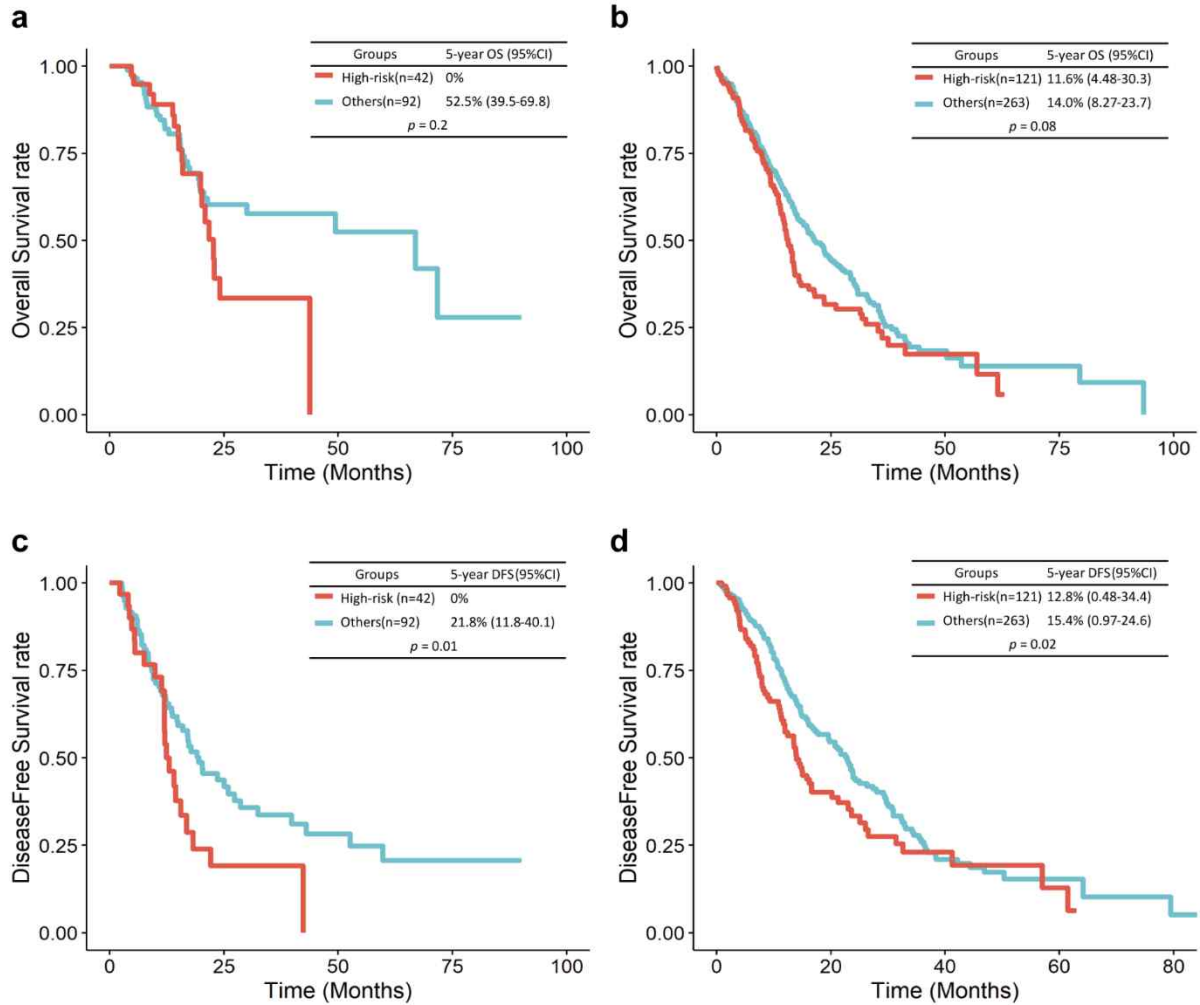 a
Groups 5-year OS (95%CI)
High-risk(n=42) 0%
Others(n=92) 52.5% (39.5-69.8)
p = 0.2
Overall Survival rate
1.00
0.75
0.50
0.25
0.00
0 25 50 75 100
Time (Months)
b
Groups 5-year OS (95%CI)
High-risk(n=121) 11.6% (4.48-30.3)
Others(n=263) 14.0% (8.27-23.7)
p = 0.08
Overall Survival rate
1.00
0.75
0.50
0.25
0.00
0 25 50 75 100
Time (Months)
c
Groups 5-year DFS(95%CI)
High-risk (n=42) 0%
Others(n=92) 21.8% (11.8-40.1)
p = 0.01
DiseaseFree Survival rate
1.00
0.75
0.50
0.25
0.00
0 25 50 75 100
Time (Months)
d
Groups 5-year DFS(95%CI)
High-risk(n=121) 12.8% (0.48-34.4)
Others(n=263) 15.4% (0.97-24.6)
p = 0.02
DiseaseFree Survival rate
1.00
0.75
0.50
0.25
0.00
0 20 40 60 80
Time (Months)